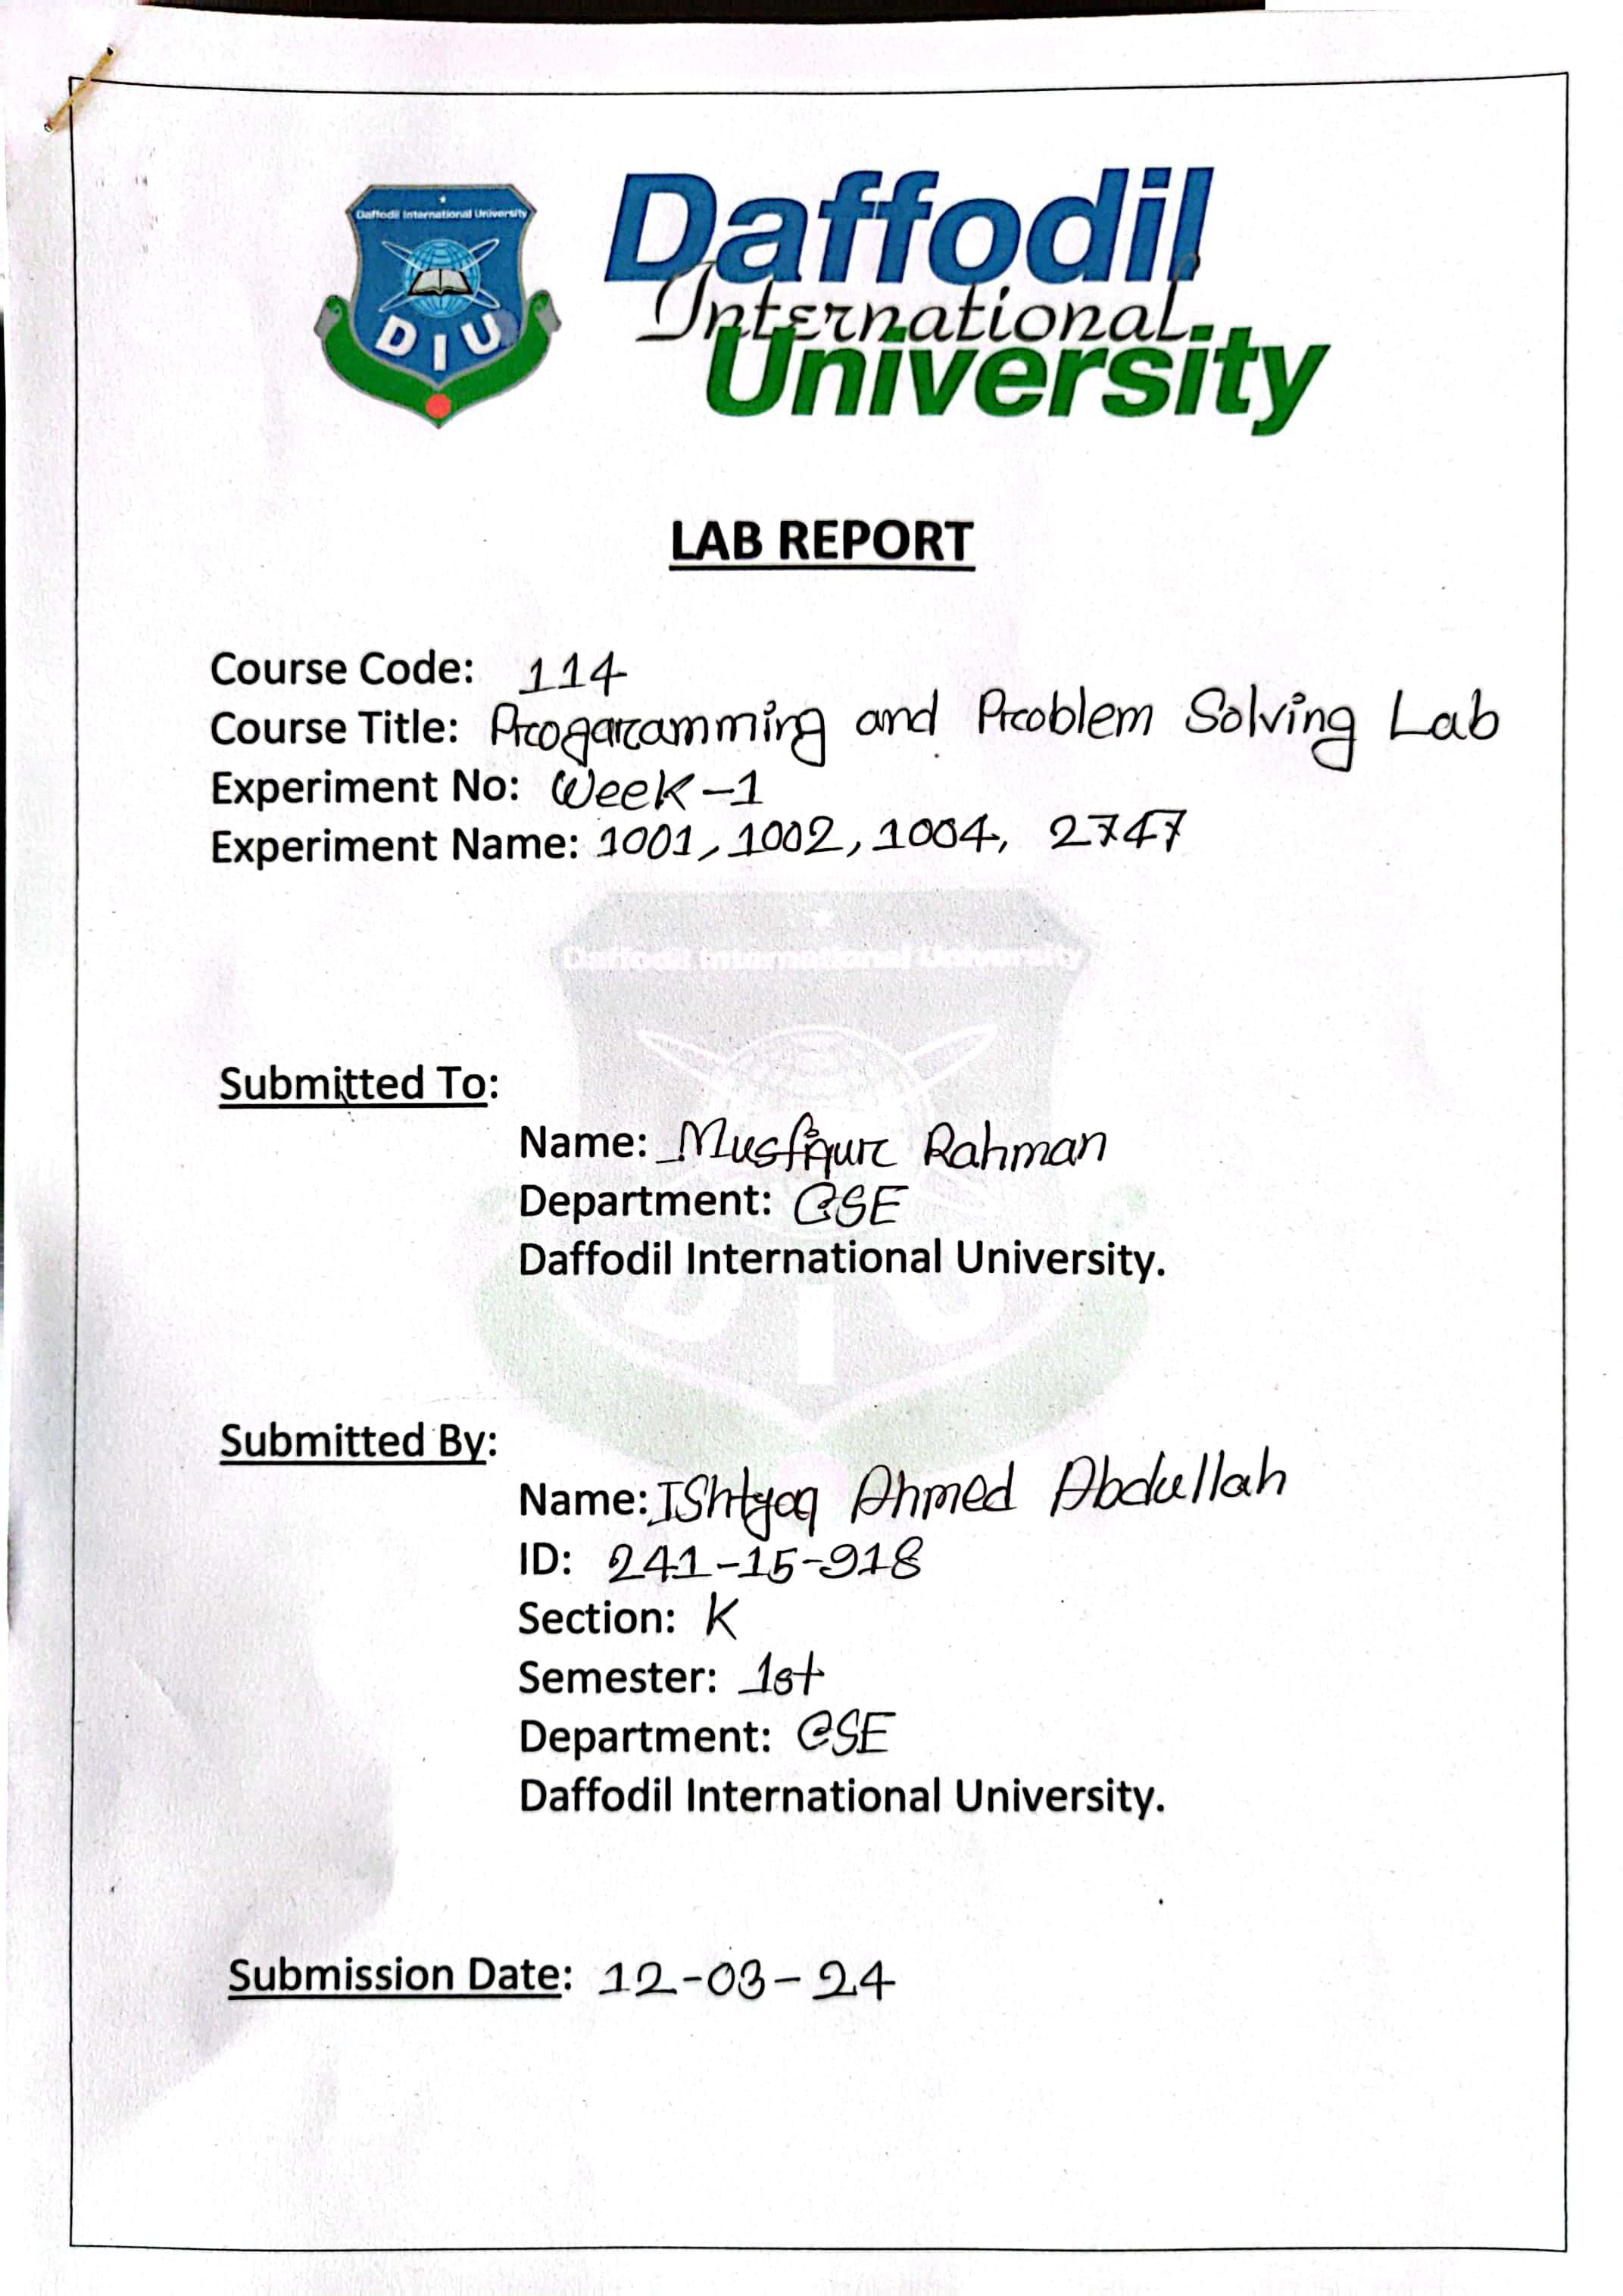 Daffodil International University
D I U
Daffodil
International
University
LAB REPORT
Course Code: 114
Course Title: Progaramming and Problem Solving Lab
Experiment No: Week-1
Experiment Name: 1001, 1002, 1004, 2747
Daffodil International University
Submitted To:
Name: Musfiqur Rahman
Department: CSE
Daffodil International University.
D I U
Submitted By:
Name: IShtyaq Ahmed Abdullah
ID: 241-15-918
Section: K
Semester: 1st
Department: CSE
Daffodil International University.
Submission Date: 12-03-24